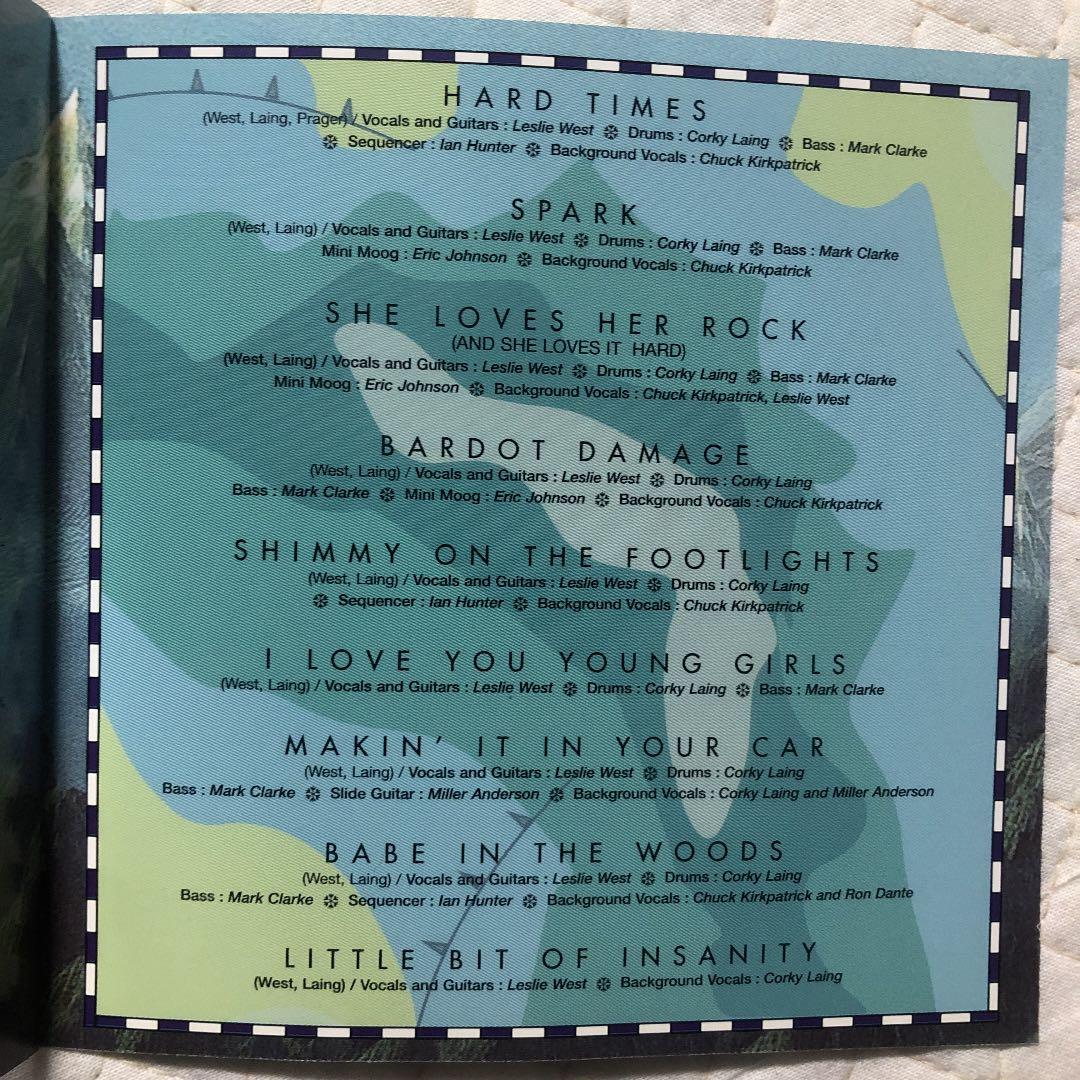 HARD TIMES
(West, Laing, Prager) / Vocals and Guitars : Leslie West ❄ Drums : Corky Laing ❄ Bass : Mark Clarke
❄ Sequencer : Ian Hunter ❄ Background Vocals : Chuck Kirkpatrick
SPARK
(West, Laing) / Vocals and Guitars : Leslie West ❄ Drums : Corky Laing ❄ Bass : Mark Clarke
Mini Moog : Eric Johnson ❄ Background Vocals : Chuck Kirkpatrick
SHE LOVES HER ROCK
(AND SHE LOVES IT HARD)
(West, Laing) / Vocals and Guitars : Leslie West ❄ Drums : Corky Laing ❄ Bass : Mark Clarke
Mini Moog : Eric Johnson ❄ Background Vocals : Chuck Kirkpatrick, Leslie West
BARDOT DAMAGE
(West, Laing) / Vocals and Guitars : Leslie West ❄ Drums : Corky Laing
Bass : Mark Clarke ❄ Mini Moog : Eric Johnson ❄ Background Vocals : Chuck Kirkpatrick
SHIMMY ON THE FOOTLIGHTS
(West, Laing) / Vocals and Guitars : Leslie West ❄ Drums : Corky Laing
❄ Sequencer : Ian Hunter ❄ Background Vocals : Chuck Kirkpatrick
I LOVE YOU YOUNG GIRLS
(West, Laing) / Vocals and Guitars : Leslie West ❄ Drums : Corky Laing ❄ Bass : Mark Clarke
MAKIN' IT IN YOUR CAR
(West, Laing) / Vocals and Guitars : Leslie West ❄ Drums : Corky Laing
Bass : Mark Clarke ❄ Slide Guitar : Miller Anderson ❄ Background Vocals : Corky Laing and Miller Anderson
BABE IN THE WOODS
(West, Laing) / Vocals and Guitars : Leslie West ❄ Drums : Corky Laing
Bass : Mark Clarke ❄ Sequencer : Ian Hunter ❄ Background Vocals : Chuck Kirkpatrick and Ron Dante
LITTLE BIT OF INSANITY
(West, Laing) / Vocals and Guitars : Leslie West ❄ Background Vocals : Corky Laing